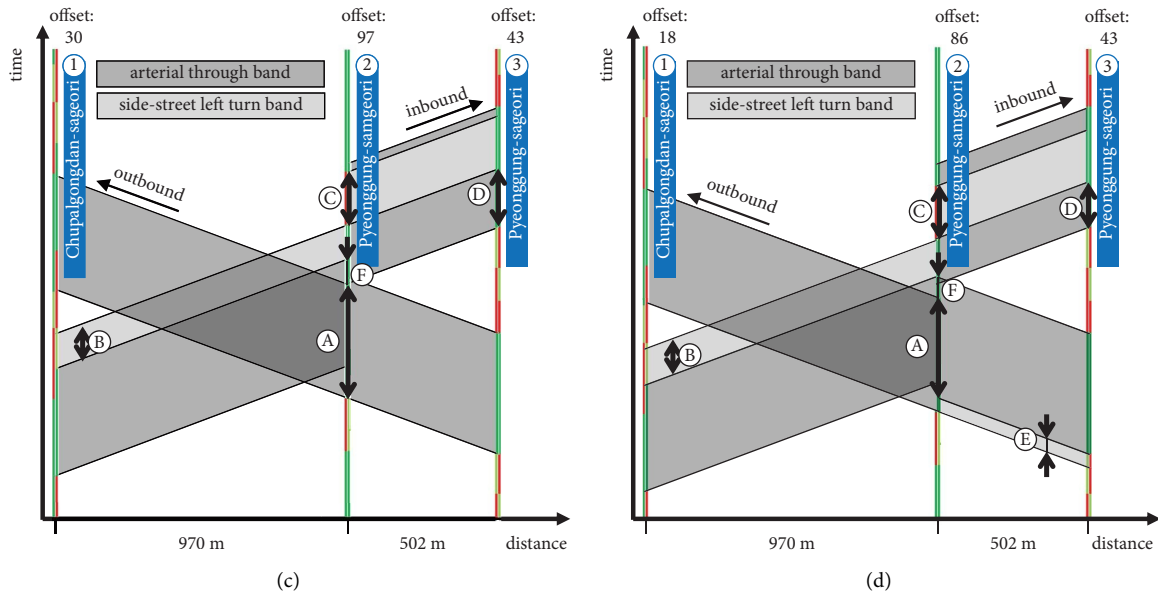 offset:
30
offset:
97
offset:
43
time
1
Chupalgongdan-sageori
arterial through band
side-street left turn band
2
Pyeonggung-samgeori
3
Pyeonggung-sageori
inbound
outbound
C
D
F
A
B
970 m
502 m
distance
(c)
offset:
18
offset:
86
offset:
43
time
1
Chupalgongdan-sageori
arterial through band
side-street left turn band
2
Pyeonggung-samgeori
3
Pyeonggung-sageori
inbound
outbound
C
D
F
A
B
E
970 m
502 m
distance
(d)